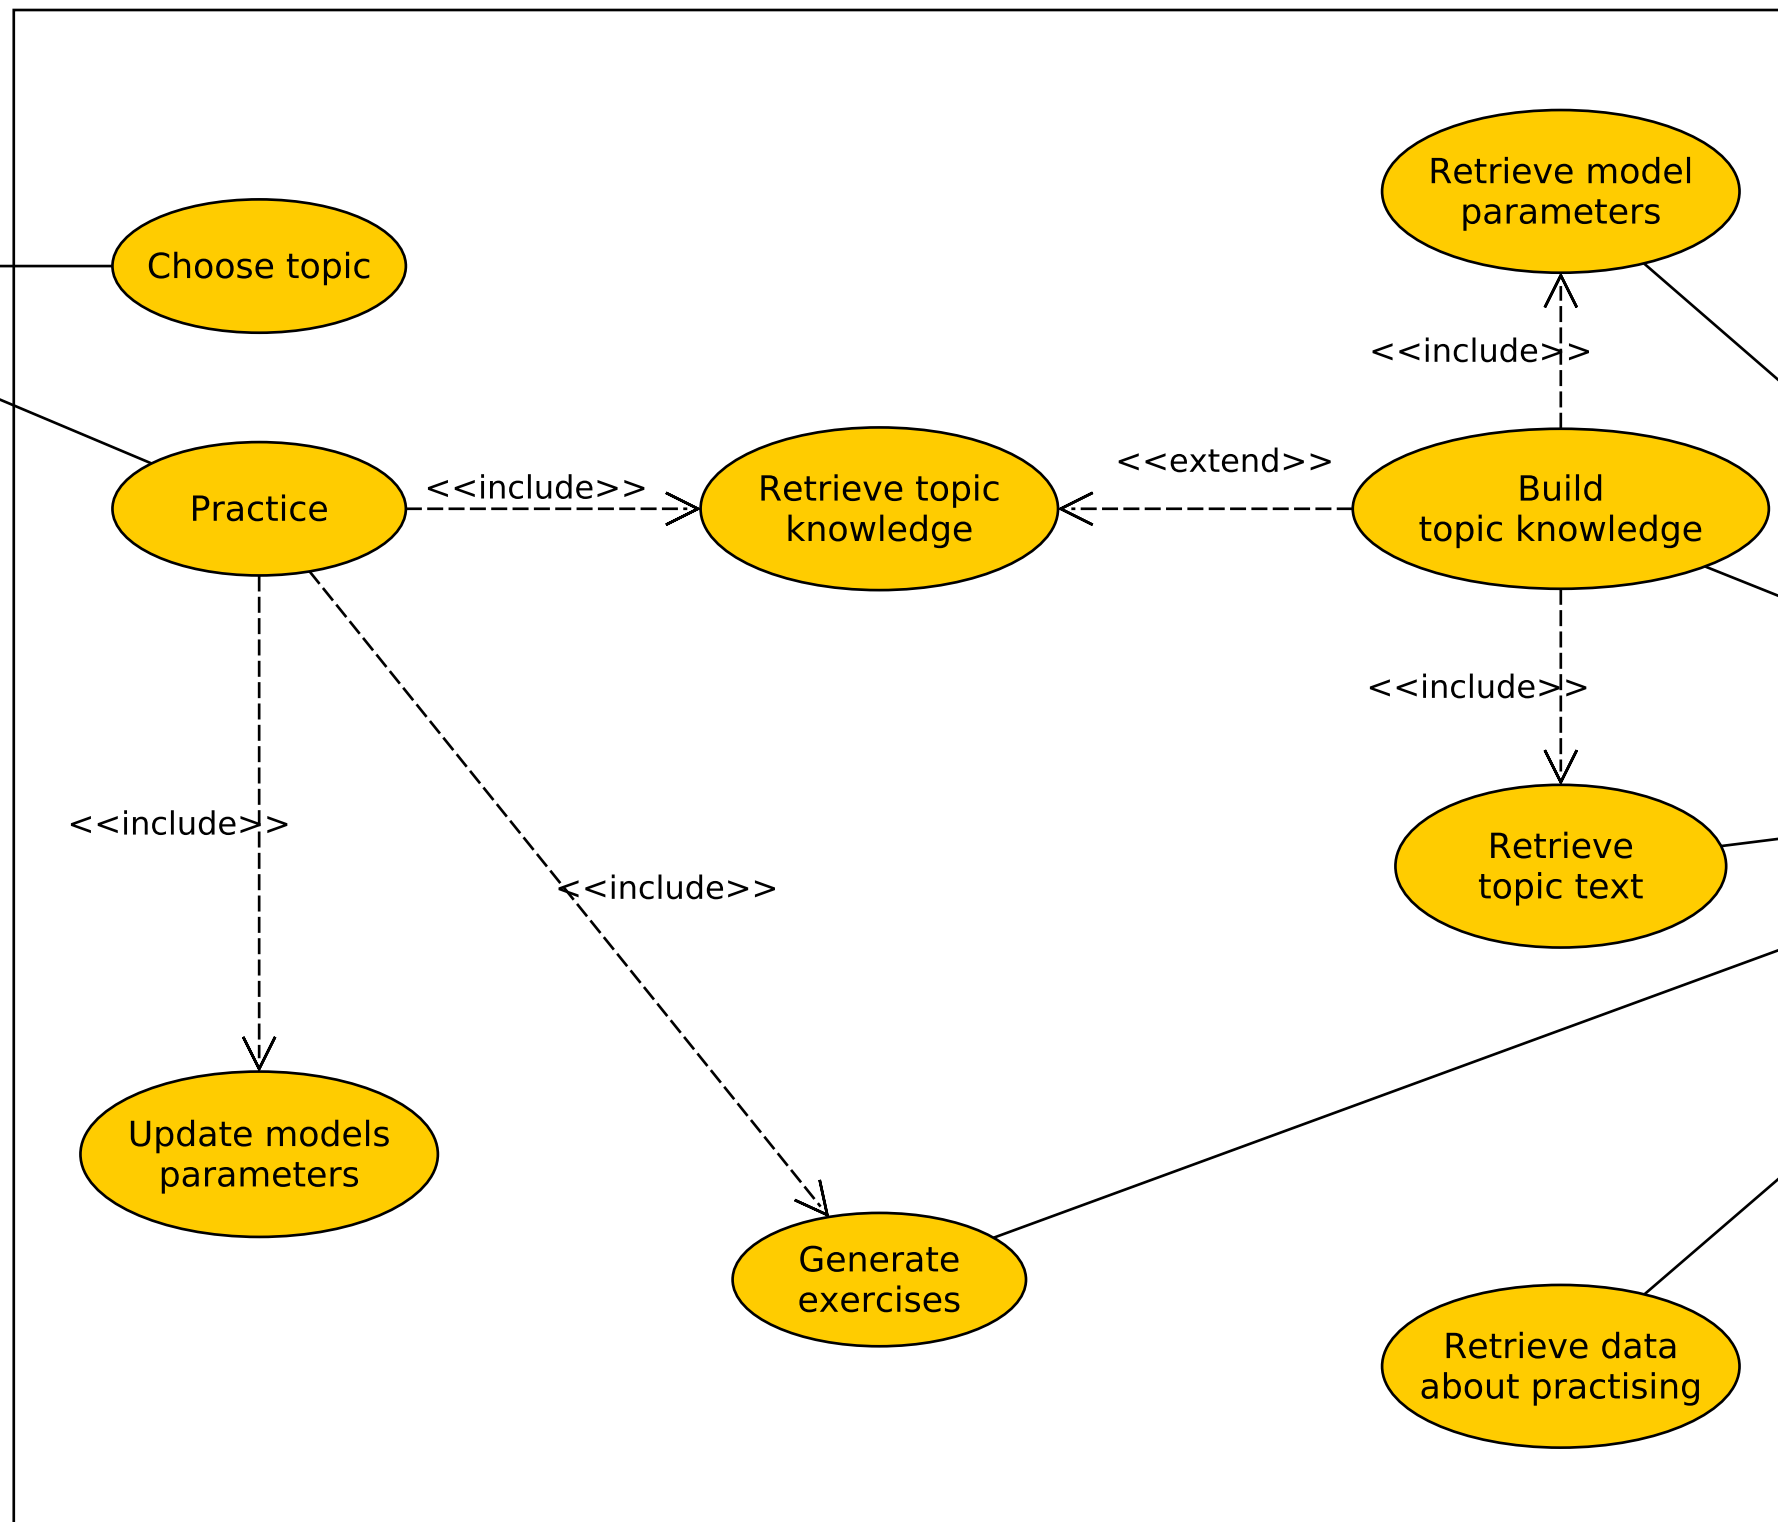 Retrieve model
parameters
Choose topic
<<include>>
<<extend>>
<<include>>
Practice
Retrieve topic
knowledge
Build
topic knowledge
<<include>>
<<include>>
<<include>>
Retrieve
topic text
Update models
parameters
Generate
exercises
Retrieve data
about practising